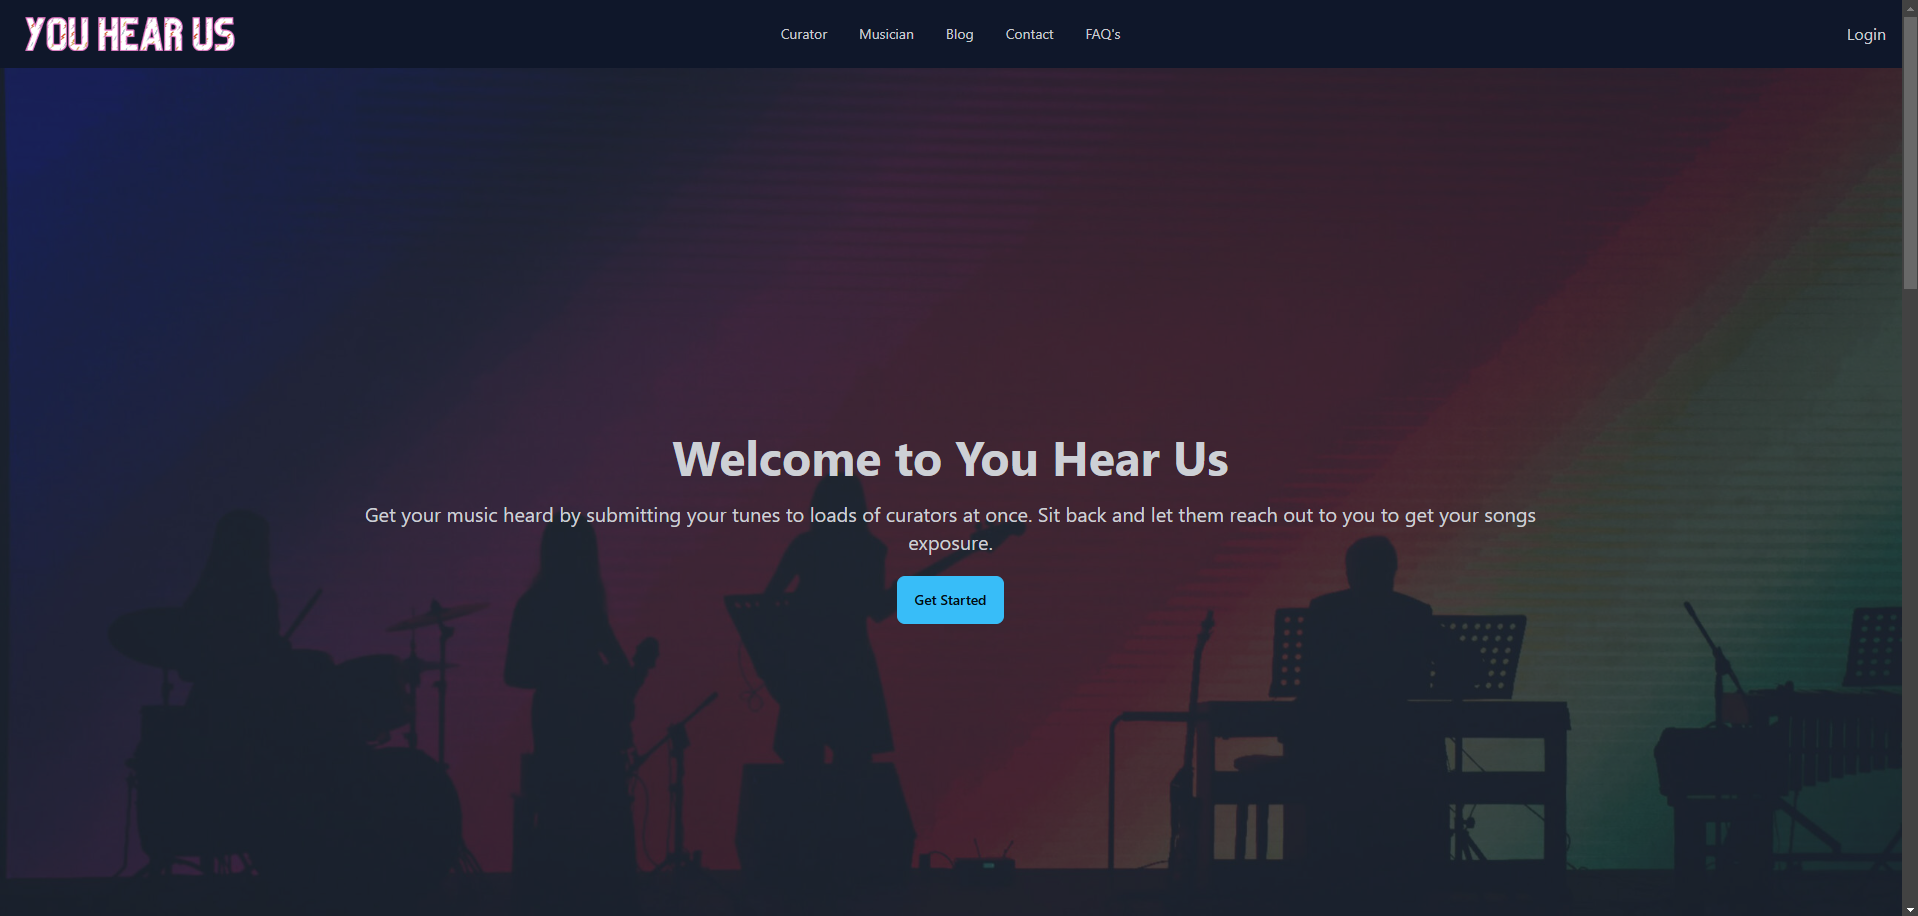 YOU HEAR US
Curator
Musician
Blog
Contact
FAQ's
Login
Welcome to You Hear Us
Get your music heard by submitting your tunes to loads of curators at once. Sit back and let them reach out to you to get your songs
exposure.
Get Started